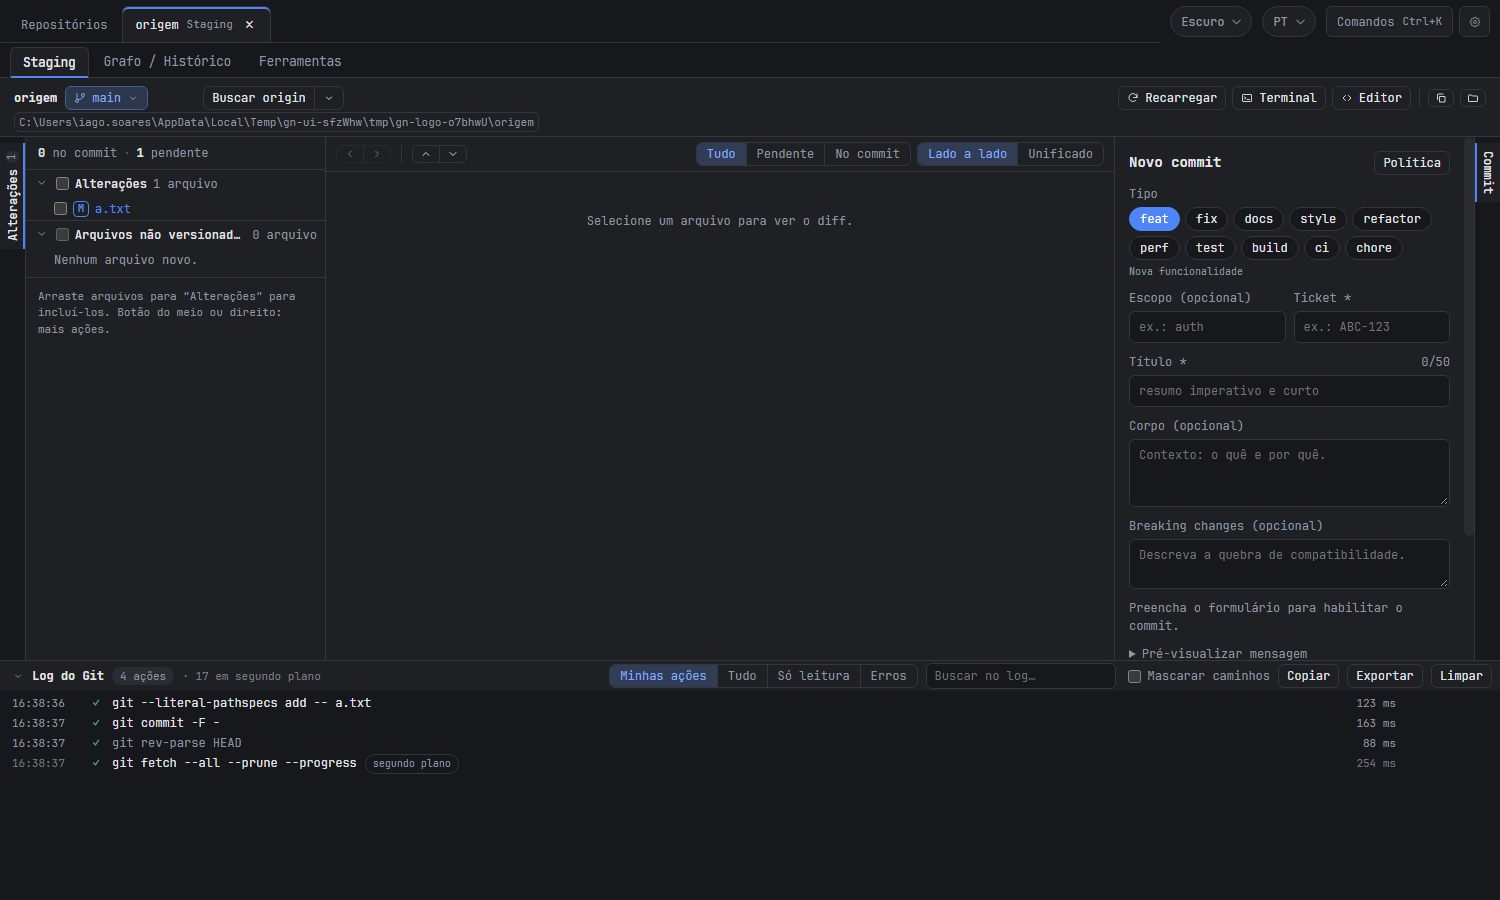 Repositórios origem Staging ×
Escuro PT Comandos Ctrl+K
Staging Grafo / Histórico Ferramentas
origem main Buscar origin
Recarregar Terminal Editor
C:\Users\iago.soares\AppData\Local\Temp\gn-ui-sfzWhw\tmp\gn-logo-o7bhwU\origem
Alterações 1
0 no commit · 1 pendente
Alterações 1 arquivo
M a.txt
Arquivos não versionad… 0 arquivo
Nenhum arquivo novo.
Arraste arquivos para “Alterações” para
incluí-los. Botão do meio ou direito:
mais ações.
Tudo Pendente No commit Lado a lado Unificado
Selecione um arquivo para ver o diff.
Novo commit Política
Tipo
feat fix docs style refactor
perf test build ci chore
Nova funcionalidade
Escopo (opcional) Ticket *
ex.: auth ex.: ABC-123
Título * 0/50
resumo imperativo e curto
Corpo (opcional)
Contexto: o quê e por quê.
Breaking changes (opcional)
Descreva a quebra de compatibilidade.
Preencha o formulário para habilitar o
commit.
Pré-visualizar mensagem
Commit
Log do Git 4 ações · 17 em segundo plano
Minhas ações Tudo Só leitura Erros Buscar no log… Mascarar caminhos Copiar Exportar Limpar
16:38:36 ✓ git --literal-pathspecs add -- a.txt 123 ms
16:38:37 ✓ git commit -F - 163 ms
16:38:37 ✓ git rev-parse HEAD 88 ms
16:38:37 ✓ git fetch --all --prune --progress segundo plano 254 ms